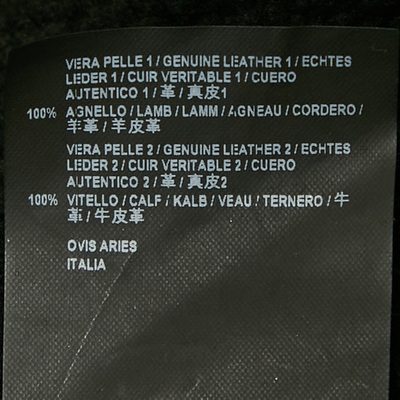 VERA PELLE 1 / GENUINE LEATHER 1 / ECHTES
LEDER 1 / CUIR VERITABLE 1 / CUERO
AUTENTICO 1 / 革 / 真皮1
100% AGNELLO / LAMB / LAMM / AGNEAU / CORDERO /
羊革 / 羊皮革
VERA PELLE 2 / GENUINE LEATHER 2 / ECHTES
LEDER 2 / CUIR VERITABLE 2 / CUERO
AUTENTICO 2 / 革 / 真皮2
100% VITELLO / CALF / KALB / VEAU / TERNERO / 牛
革 / 牛皮革
OVIS ARIES
ITALIA